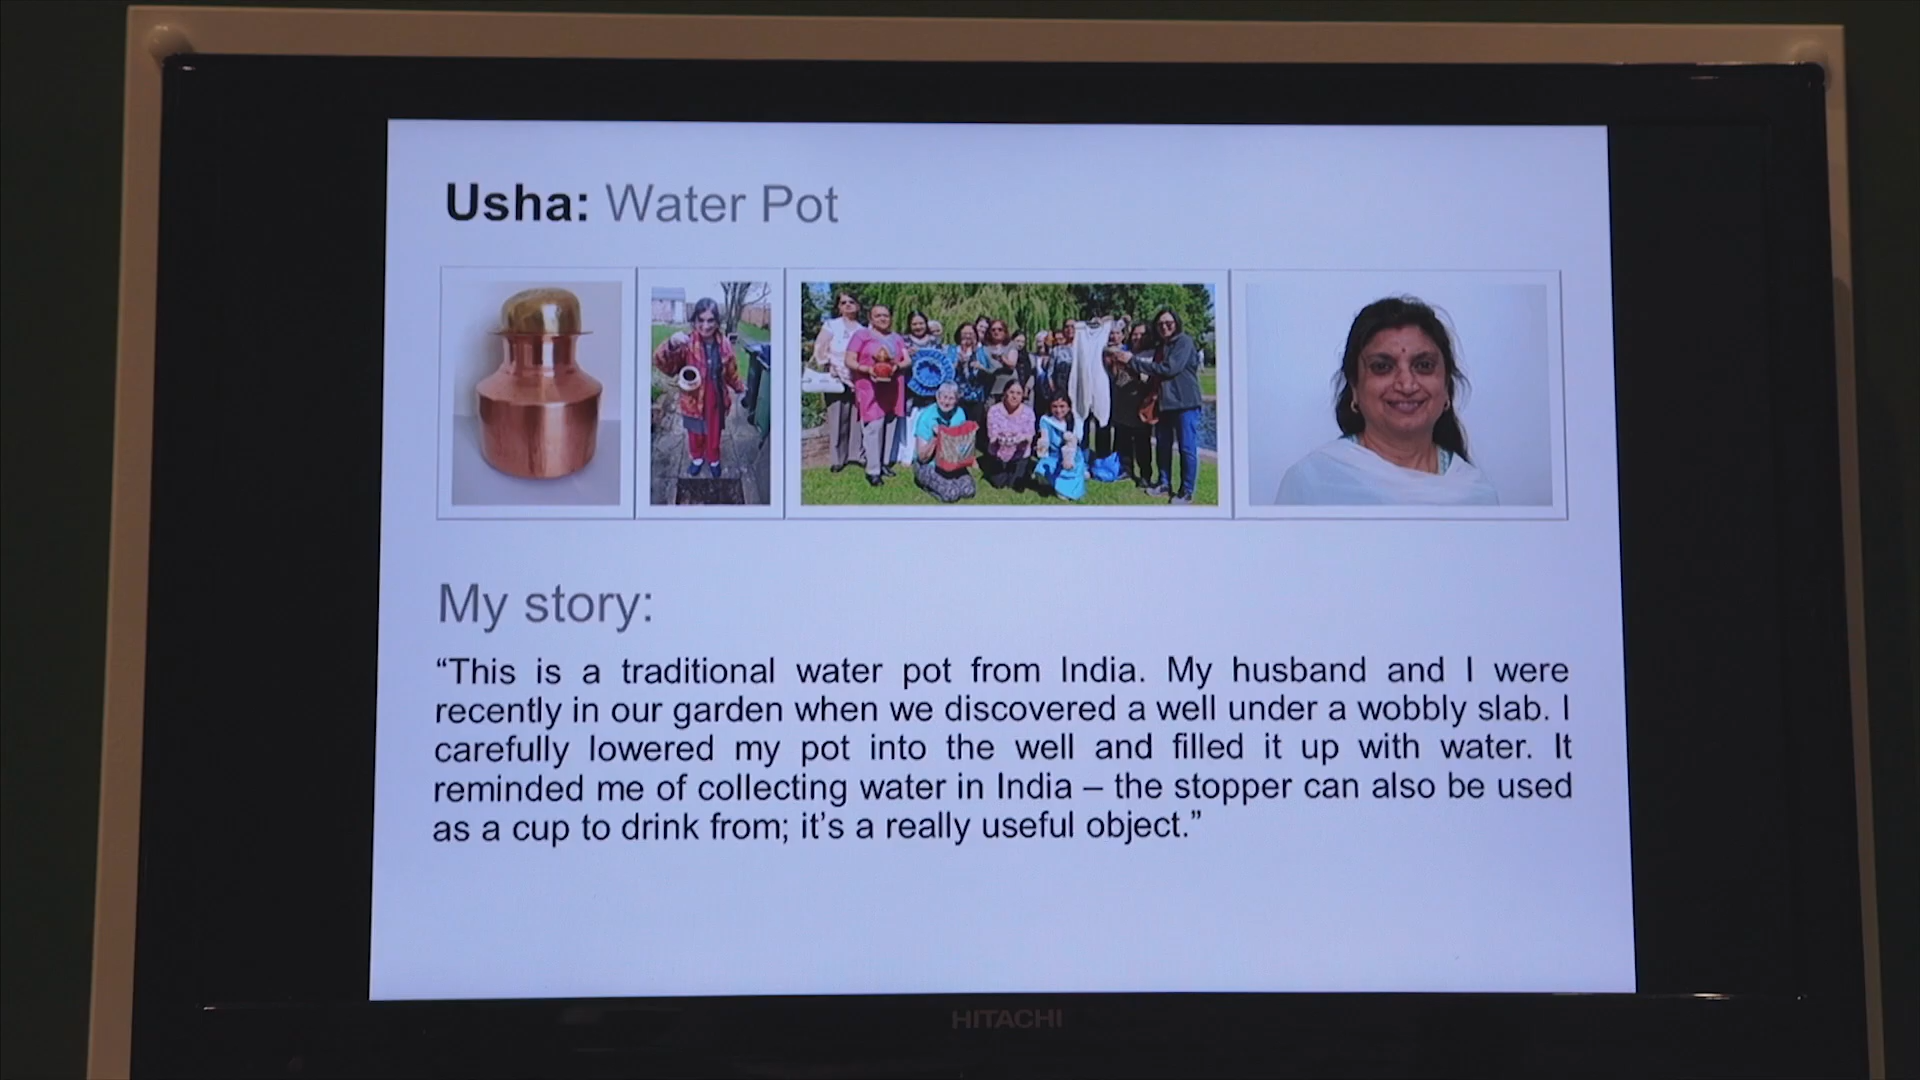 Usha: Water Pot
My story:
“This is a traditional water pot from India. My husband and I were
recently in our garden when we discovered a well under a wobbly slab. I
carefully lowered my pot into the well and filled it up with water. It
reminded me of collecting water in India – the stopper can also be used
as a cup to drink from; it’s a really useful object.”
HITACHI